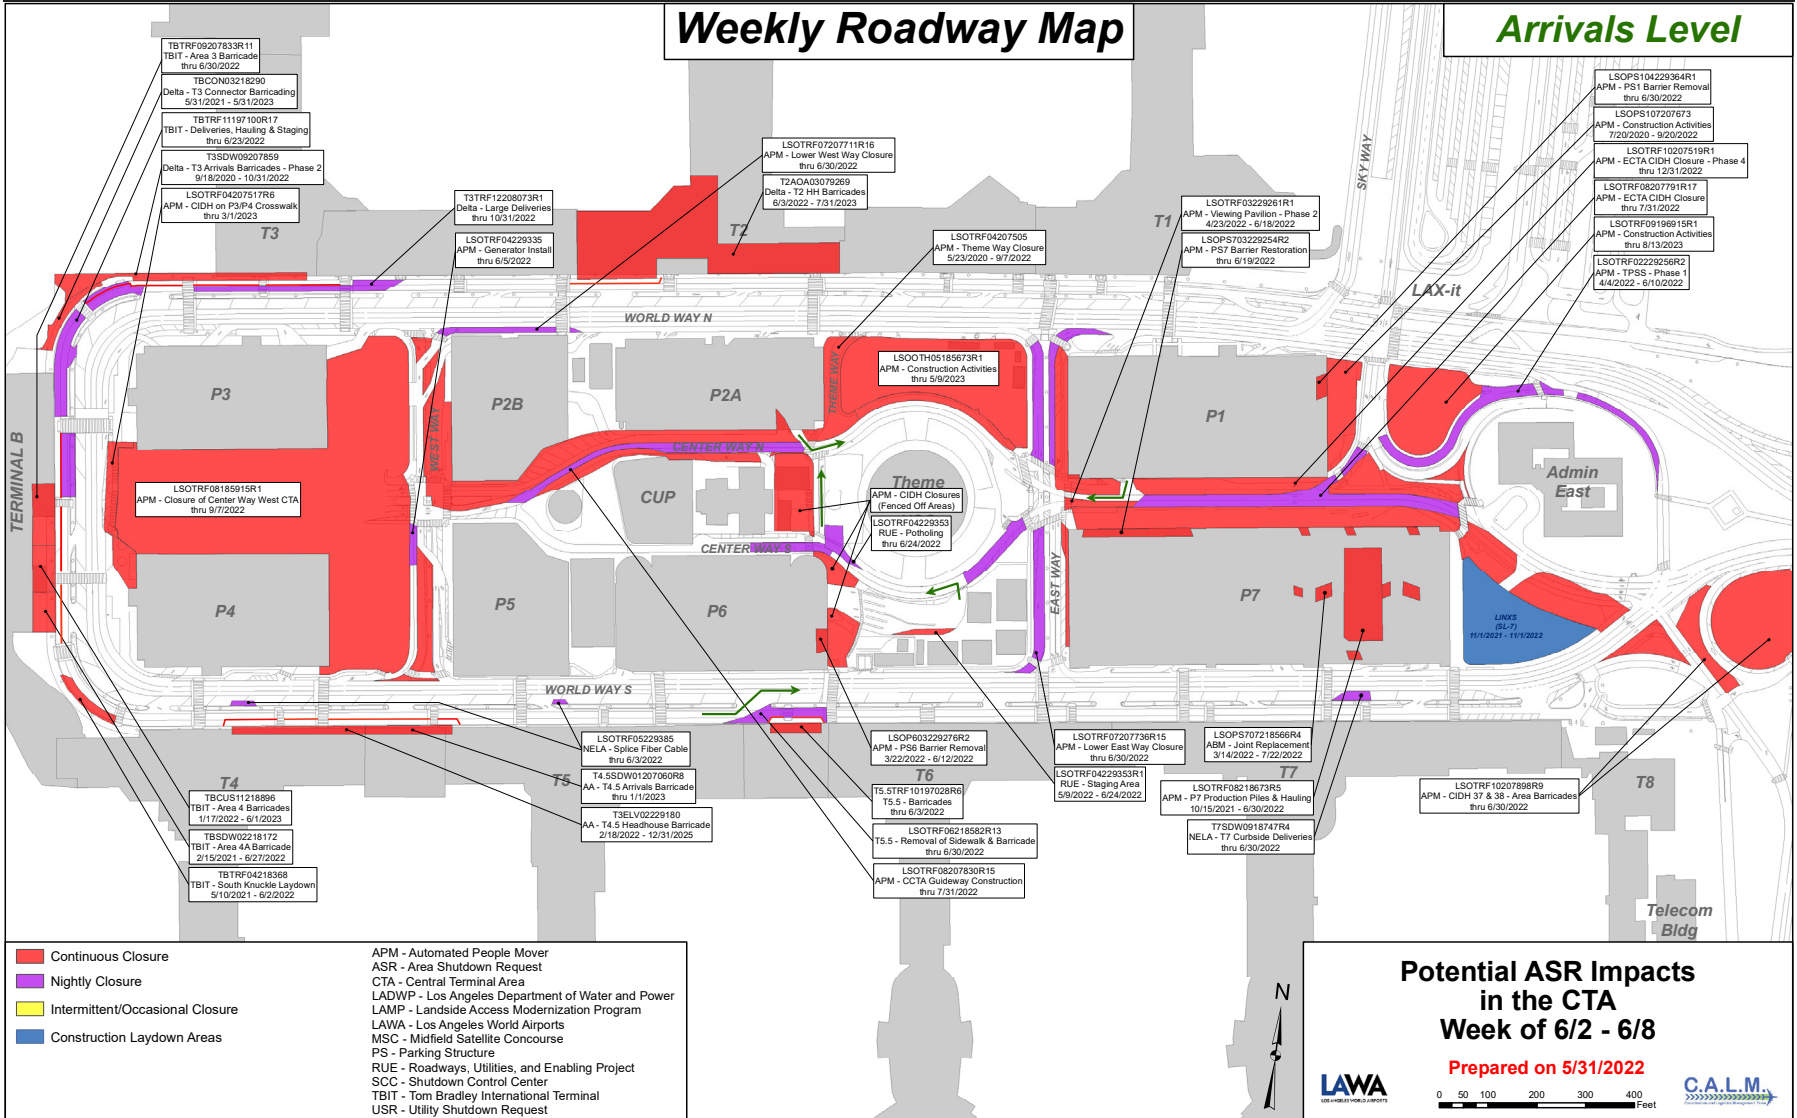 Weekly Roadway Map
Arrivals Level
TBTRF09207833R11
TBIT - Area 3 Barricade
thru 6/30/2022
TBCON03218290
Delta - T3 Connector Barricading
5/31/2021 - 5/31/2023
TBTRF11197100R17
TBIT - Deliveries, Hauling & Staging
thru 6/23/2022
T3SDW09207859
Delta - T3 Arrivals Barricades - Phase 2
9/18/2020 - 10/31/2022
LSOTRF04207517R6
APM - CIDH on P3/P4 Crosswalk
thru 3/1/2023
T3TRF12208073R1
Delta - Large Deliveries
thru 10/31/2022
LSOTRF04229335
APM - Generator Install
thru 6/5/2022
LSOTRF07207711R16
APM - Lower West Way Closure
thru 6/30/2022
T2AOA03079269
Delta - T2 HH Barricades
6/3/2022 - 7/31/2023
LSOTRF04207505
APM - Theme Way Closure
5/23/2020 - 9/7/2022
LSOTRF03229261R1
APM - Viewing Pavilion - Phase 2
4/23/2022 - 6/18/2022
LSOPS703229254R2
APM - PS7 Barrier Restoration
thru 6/19/2022
LSOPS104229364R1
APM - PS1 Barrier Removal
thru 6/30/2022
LSOPS107207673
APM - Construction Activities
7/20/2020 - 9/20/2022
LSOTRF10207519R1
APM - ECTA CIDH Closure - Phase 4
thru 12/31/2022
LSOTRF08207791R17
APM - ECTA CIDH Closure
thru 7/31/2022
LSOTRF09196915R1
APM - Construction Activities
thru 8/13/2023
LSOTRF02229256R2
APM - TPSS - Phase 1
4/4/2022 - 6/10/2022
T3
T2
T1
SKY WAY
LAX-it
WORLD WAY N
P3
P2B
P2A
THEME WAY
LSOOTH05185673R1
APM - Construction Activities
thru 5/9/2023
P1
WEST WAY
CENTER WAY N
TERMINAL B
LSOTRF08185915R1
APM - Closure of Center Way West CTA
thru 9/7/2022
CUP
Theme
APM - CIDH Closures
(Fenced Off Areas)
LSOTRF04229353
RUE - Potholing
thru 6/24/2022
Admin
East
CENTER WAY S
EAST WAY
P4
P5
P6
P7
LINXS
(SL-7)
11/1/2021 - 11/1/2022
WORLD WAY S
T4
T5
T6
T7
T8
LSOTRF05229385
NELA - Splice Fiber Cable
thru 6/3/2022
T4.5SDW01207060R8
AA - T4.5 Arrivals Barricade
thru 1/1/2023
T3ELV02229180
AA - T4.5 Headhouse Barricade
2/18/2022 - 12/31/2025
TBCUS11218896
TBIT - Area 4 Barricades
1/17/2022 - 6/1/2023
TBSDW02218172
TBIT - Area 4A Barricade
2/15/2021 - 6/27/2022
TBTRF04218368
TBIT - South Knuckle Laydown
5/10/2021 - 6/2/2022
LSOP603229276R2
APM - PS6 Barrier Removal
3/22/2022 - 6/12/2022
T5.5TRF10197028R6
T5.5 - Barricades
thru 6/3/2022
LSOTRF06218582R13
T5.5 - Removal of Sidewalk & Barricade
thru 6/30/2022
LSOTRF08207830R15
APM - CCTA Guideway Construction
thru 7/31/2022
LSOTRF07207736R15
APM - Lower East Way Closure
thru 6/30/2022
LSOTRF04229353R1
RUE - Staging Area
5/9/2022 - 6/24/2022
LSOPS707218566R4
ABM - Joint Replacement
3/14/2022 - 7/22/2022
LSOTRF08218673R5
APM - P7 Production Piles & Hauling
10/15/2021 - 6/30/2022
T7SDW0918747R4
NELA - T7 Curbside Deliveries
thru 6/30/2022
LSOTRF10207898R9
APM - CIDH 37 & 38 - Area Barricades
thru 6/30/2022
Telecom
Bldg
Continuous Closure
Nightly Closure
Intermittent/Occasional Closure
Construction Laydown Areas
APM - Automated People Mover
ASR - Area Shutdown Request
CTA - Central Terminal Area
LADWP - Los Angeles Department of Water and Power
LAMP - Landside Access Modernization Program
LAWA - Los Angeles World Airports
MSC - Midfield Satellite Concourse
PS - Parking Structure
RUE - Roadways, Utilities, and Enabling Project
SCC - Shutdown Control Center
TBIT - Tom Bradley International Terminal
USR - Utility Shutdown Request
N
Potential ASR Impacts
in the CTA
Week of 6/2 - 6/8
Prepared on 5/31/2022
LAWA
LOS ANGELES WORLD AIRPORTS
0 50 100 200 300 400
Feet
C.A.L.M.